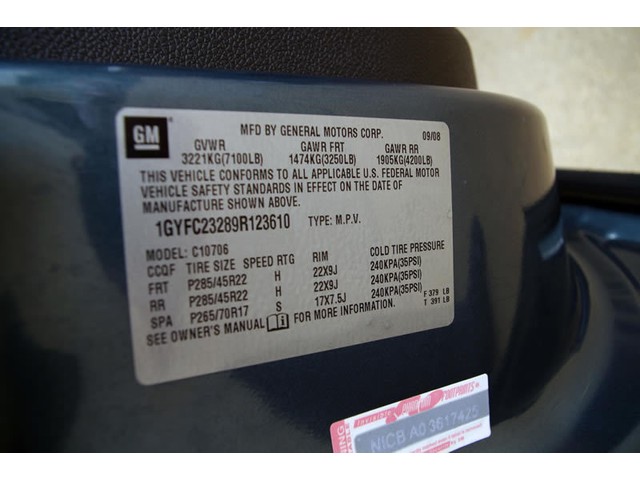 GM
MFD BY GENERAL MOTORS CORP. 09/08
GVWR GAWR FRT GAWR RR
3221KG(7100LB) 1474KG(3250LB) 1905KG(4200LB)
THIS VEHICLE CONFORMS TO ALL APPLICABLE U.S. FEDERAL MOTOR
VEHICLE SAFETY STANDARDS IN EFFECT ON THE DATE OF
MANUFACTURE SHOWN ABOVE.
1GYFC23289R123610 TYPE: M.P.V.
MODEL: C10706
CCQF TIRE SIZE SPEED RTG RIM COLD TIRE PRESSURE
FRT P285/45R22 H 22X9J 240KPA(35PSI)
RR P285/45R22 H 22X9J 240KPA(35PSI)
SPA P265/70R17 S 17X7.5J 240KPA(35PSI)
SEE OWNER'S MANUAL FOR MORE INFORMATION. F 379 LB
T 391 LB
NICB A0 3617425